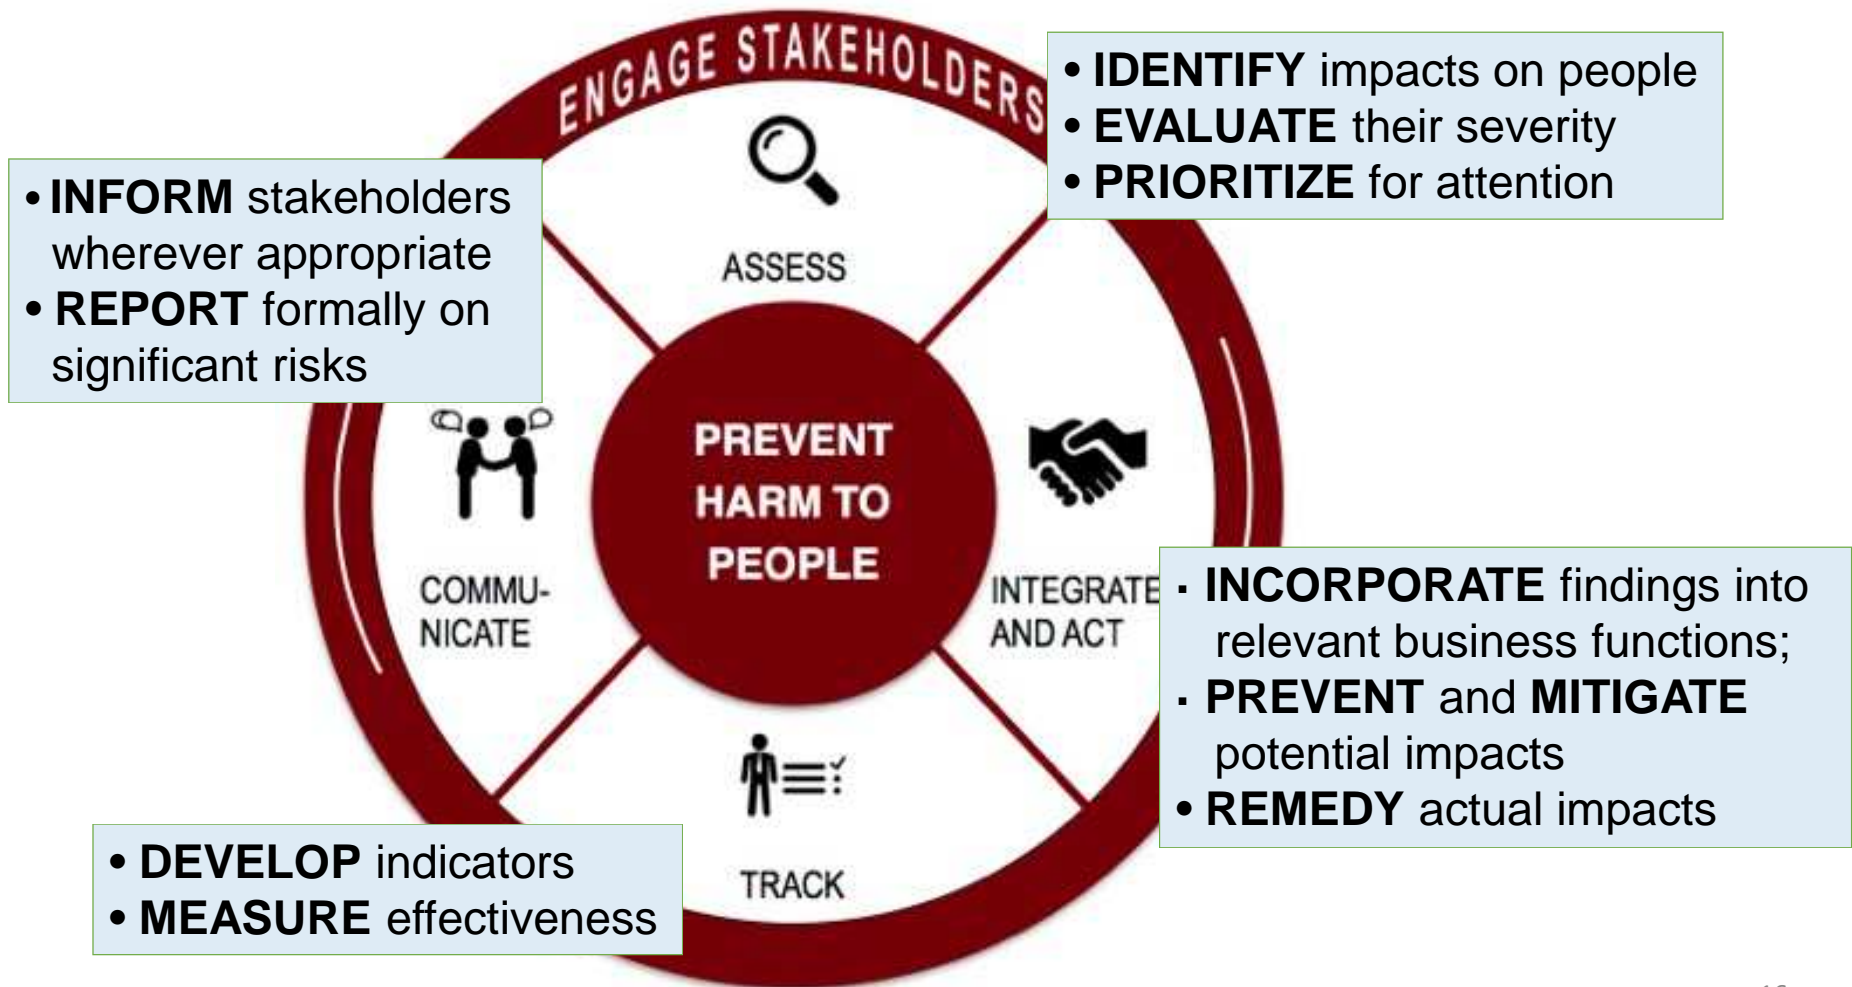 ENGAGE STAKEHOLDERS
• IDENTIFY impacts on people
• EVALUATE their severity
• PRIORITIZE for attention
• INFORM stakeholders
wherever appropriate
• REPORT formally on
significant risks
ASSESS
PREVENT
HARM TO
PEOPLE
COMMU-
NICATE
INTEGRATE
AND ACT
▪ INCORPORATE findings into
relevant business functions;
▪ PREVENT and MITIGATE
potential impacts
• REMEDY actual impacts
TRACK
• DEVELOP indicators
• MEASURE effectiveness